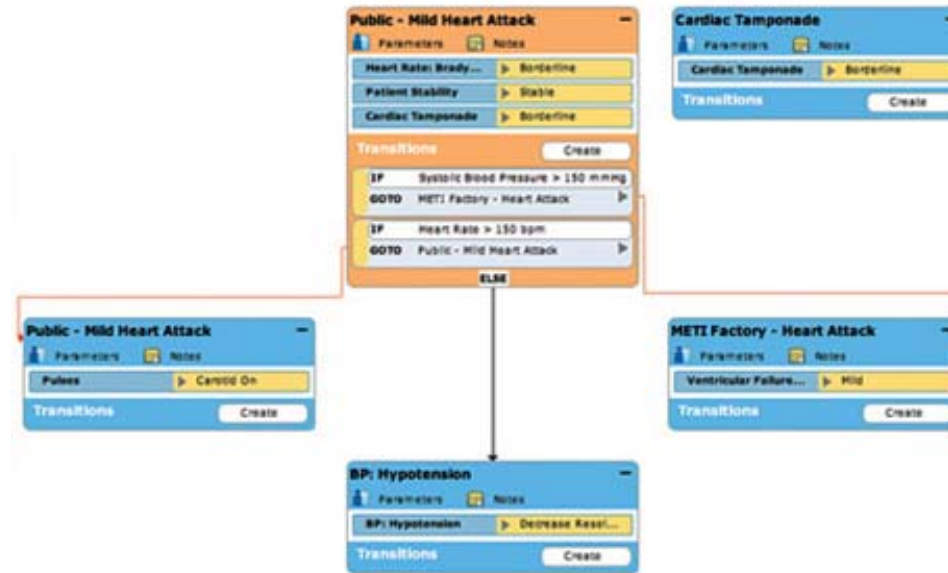 Public - Mild Heart Attack
Parameters Notes
Heart Rate: Brady... Borderline
Patient Stability Stable
Cardiac Tamponade Borderline
Transitions Create
IF Systolic Blood Pressure > 150 mmHg
GOTO METI Factory - Heart Attack
IF Heart Rate > 150 bpm
GOTO Public - Mild Heart Attack
ELSE
Cardiac Tamponade
Parameters Notes
Cardiac Tamponade Borderline
Transitions Create
Public - Mild Heart Attack
Parameters Notes
Pulses Carotid On
Transitions Create
METI Factory - Heart Attack
Parameters Notes
Ventricular Failure... Mild
Transitions Create
BP: Hypotension
Parameters Notes
BP: Hypotension Decrease Resol...
Transitions Create